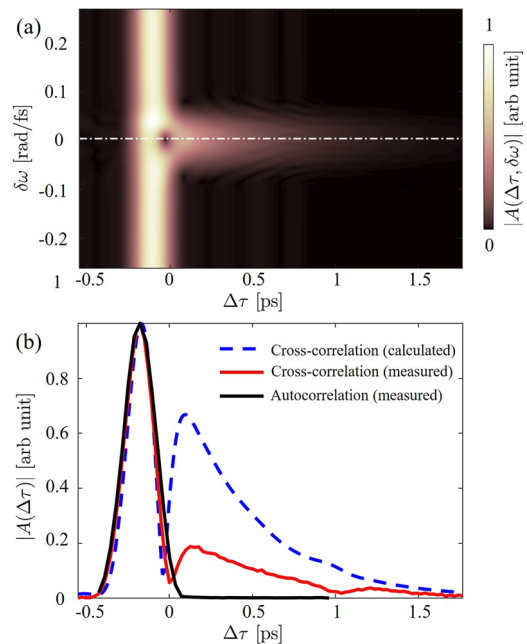 (a)
0.2
0.1
0
-0.1
-0.2
δω [rad/fs]
1
0
|A(Δτ, δω)| [arb unit]
1
-0.5
0
0.5
1
1.5
Δτ [ps]
(b)
Cross-correlation (calculated)
Cross-correlation (measured)
Autocorrelation (measured)
0.8
0.6
0.4
0.2
0
|A(Δτ)| [arb unit]
-0.5
0
0.5
1
1.5
Δτ [ps]